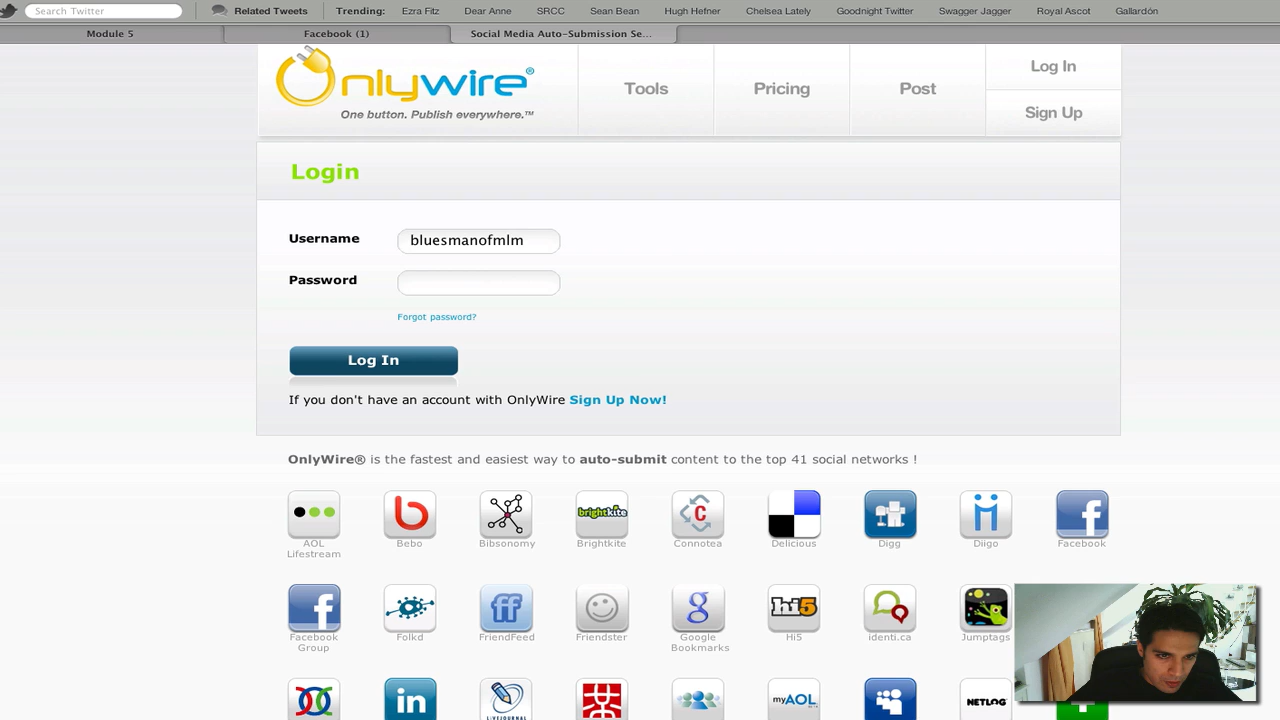 Search Twitter Related Tweets Trending: Ezra Fitz Dear Anne SRCC Sean Bean Hugh Hefner Chelsea Lately Goodnight Twitter Swagger Jagger Royal Ascot Gallardón
Module 5 Facebook (1) Social Media Auto-Submission Se...
Onlywire®
One button. Publish everywhere.™
Tools Pricing Post
Log In
Sign Up
Login
Username bluesmanofmlm
Password
Forgot password?
Log In
If you don't have an account with OnlyWire Sign Up Now!
OnlyWire® is the fastest and easiest way to auto-submit content to the top 41 social networks !
brightkite C
AOL Lifestream Bebo Bibsonomy Brightkite Connotea Delicious Digg Diigo Facebook
f ff g hi5
Facebook Group Folkd FriendFeed Friendster Google Bookmarks Hi5 identi.ca Jumptags
in LIVEJOURNAL myAOL NETLOG